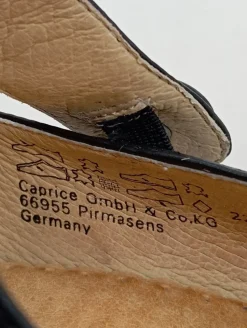 Caprice GmbH & Co.KG
66955 Pirmasens
Germany